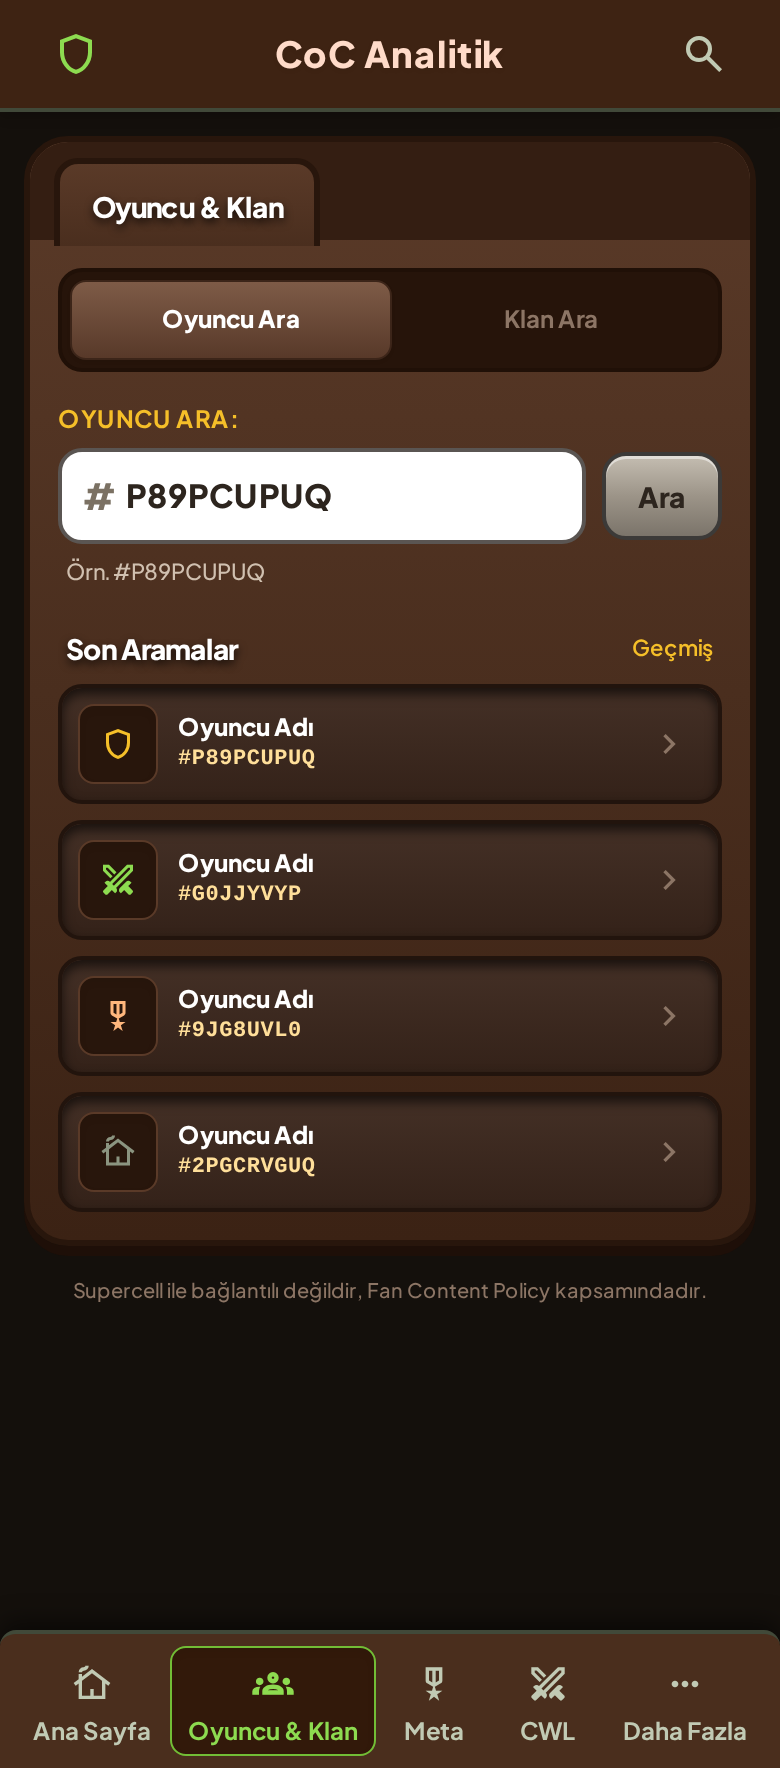 CoC Analitik
Oyuncu & Klan
Oyuncu Ara
Klan Ara
OYUNCU ARA:
# P89PCUPUQ
Ara
Örn. #P89PCUPUQ
Son Aramalar
Geçmiş
Oyuncu Adı
#P89PCUPUQ
Oyuncu Adı
#G0JJYVYP
Oyuncu Adı
#9JG8UVL0
Oyuncu Adı
#2PGCRVGUQ
Supercell ile bağlantılı değildir, Fan Content Policy kapsamındadır.
Ana Sayfa
Oyuncu & Klan
Meta
CWL
Daha Fazla